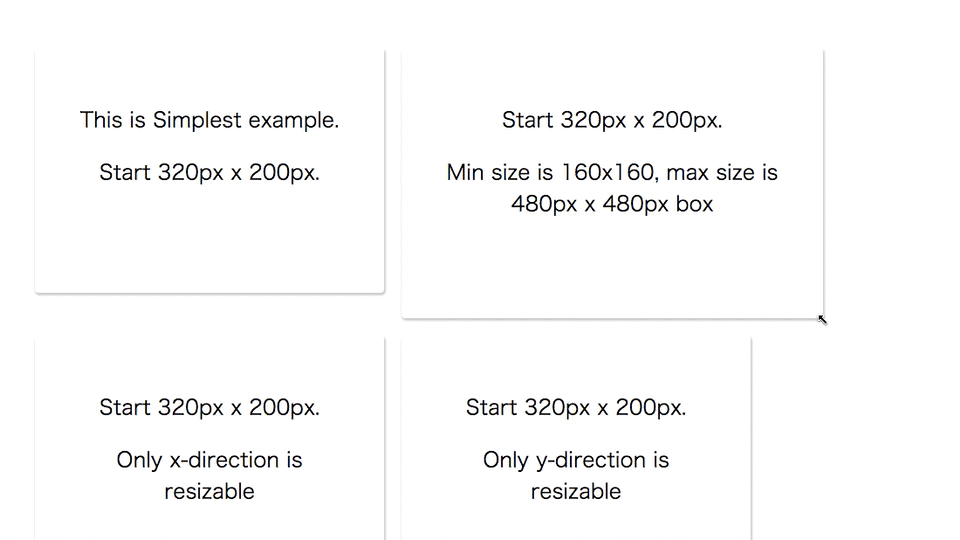 This is Simplest example.
Start 320px x 200px.
Start 320px x 200px.
Min size is 160x160, max size is
480px x 480px box
Start 320px x 200px.
Only x-direction is
resizable
Start 320px x 200px.
Only y-direction is
resizable